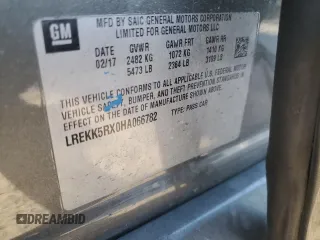 GM
MFD BY SAIC GENERAL MOTORS CORPORATION
LIMITED FOR GENERAL MOTORS LLC
DATE GVWR GAWR FRT GAWR RR
02/17 2482 KG 1072 KG 1410 KG
5473 LB 2364 LB 3109 LB
THIS VEHICLE CONFORMS TO ALL APPLICABLE U.S. FEDERAL MOTOR
VEHICLE SAFETY, BUMPER, AND THEFT PREVENTION STANDARDS IN
EFFECT ON THE DATE OF MANUFACTURE SHOWN ABOVE.
TYPE: PASS CAR
LREKK5RX0HA066782
DREAMBID